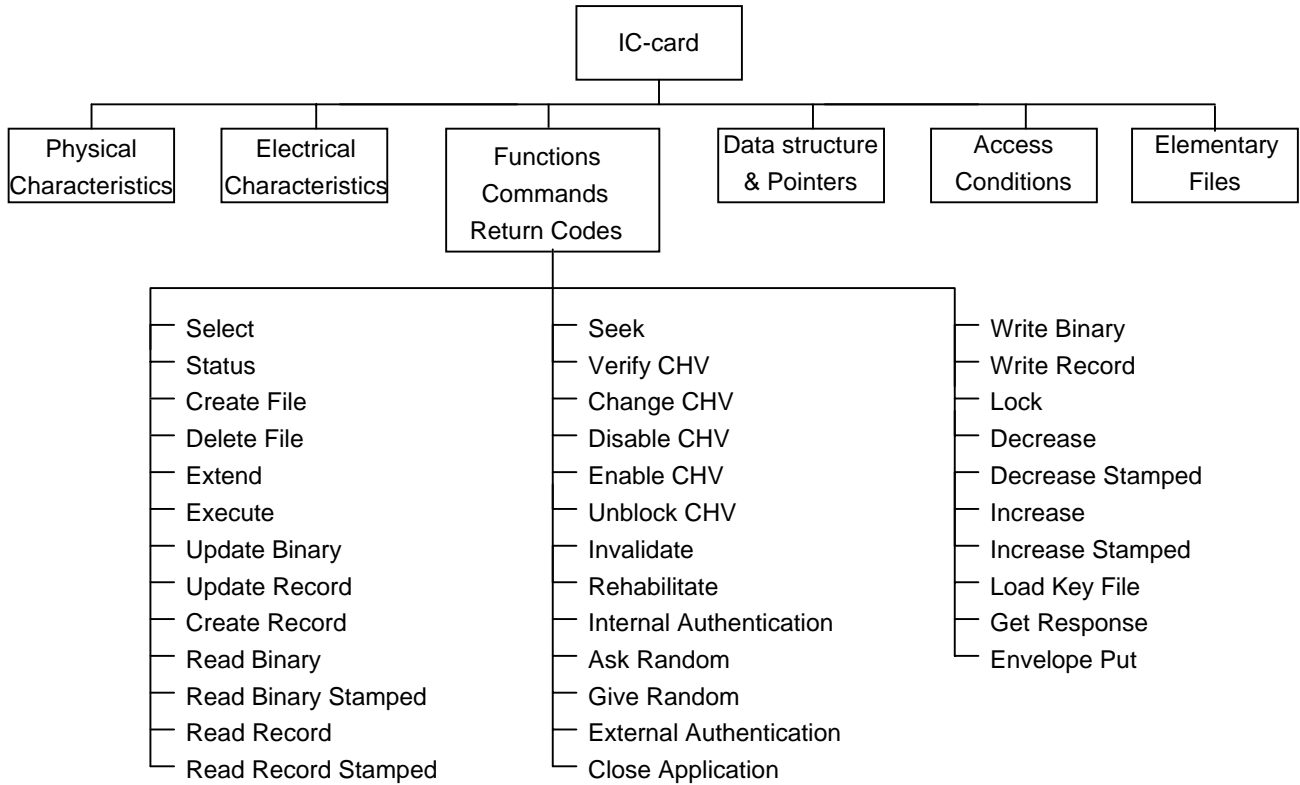 IC-card
Physical
Characteristics
Electrical
Characteristics
Functions
Commands
Return Codes
Data structure
& Pointers
Access
Conditions
Elementary
Files
Select
Status
Create File
Delete File
Extend
Execute
Update Binary
Update Record
Create Record
Read Binary
Read Binary Stamped
Read Record
Read Record Stamped
Seek
Verify CHV
Change CHV
Disable CHV
Enable CHV
Unblock CHV
Invalidate
Rehabilitate
Internal Authentication
Ask Random
Give Random
External Authentication
Close Application
Write Binary
Write Record
Lock
Decrease
Decrease Stamped
Increase
Increase Stamped
Load Key File
Get Response
Envelope Put